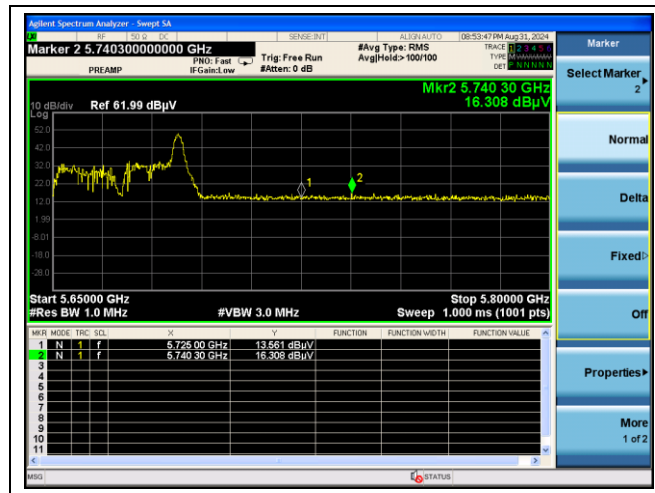 Agilent Spectrum Analyzer - Swept SA
LXI RF 50 Ω DC SENSE:INT ALIGN AUTO 08:53:47 PM Aug 31, 2024
Marker 2 5.740300000000 GHz
PREAMP
PNO: Fast
IFGain:Low
Trig: Free Run
#Atten: 0 dB
#Avg Type: RMS
Avg|Hold:> 100/100
TRACE 1 2 3 4 5 6
TYPE M
DET P N N N N N
Mkr2 5.740 30 GHz
16.308 dBµV
10 dB/div Ref 61.99 dBµV
Log
52.0
42.0
32.0
22.0
12.0
1.99
-8.01
-18.0
-28.0
1
2
Start 5.65000 GHz Stop 5.80000 GHz
#Res BW 1.0 MHz #VBW 3.0 MHz Sweep 1.000 ms (1001 pts)
MKR MODE TRC SCL X Y FUNCTION FUNCTION WIDTH FUNCTION VALUE
1 N 1 f 5.725 00 GHz 13.561 dBµV
2 N 1 f 5.740 30 GHz 16.308 dBµV
3
4
5
6
7
8
9
10
11
MSG STATUS
Marker
Select Marker
2
Normal
Delta
Fixed
Off
Properties
More
1 of 2